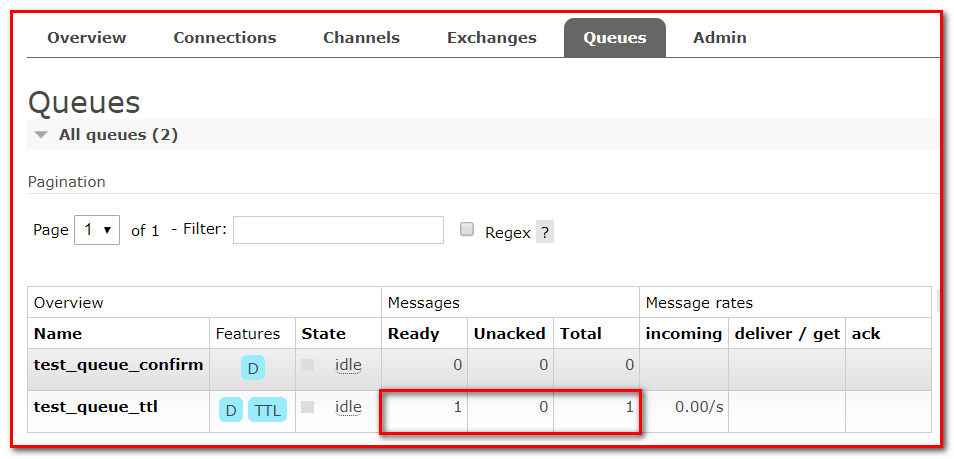 Overview Connections Channels Exchanges Queues Admin
Queues
All queues (2)
Pagination
Page 1 of 1 - Filter: Regex ?
Overview Messages Message rates
Name Features State Ready Unacked Total incoming deliver / get ack
test_queue_confirm D idle 0 0 0
test_queue_ttl D TTL idle 1 0 1 0.00/s